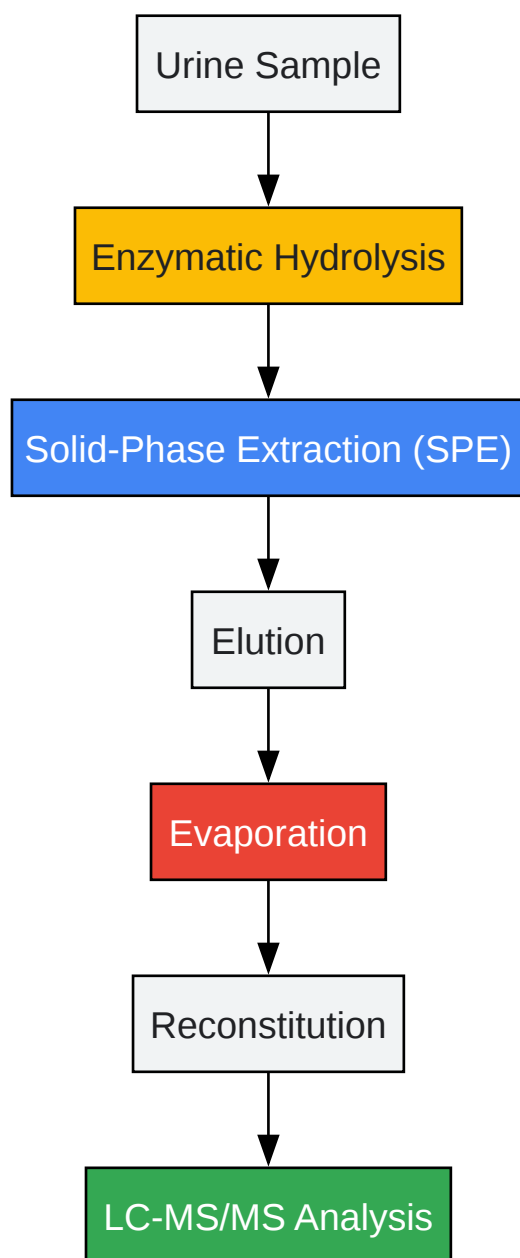 Urine Sample
Enzymatic Hydrolysis
Solid-Phase Extraction (SPE)
Elution
Evaporation
Reconstitution
LC-MS/MS Analysis